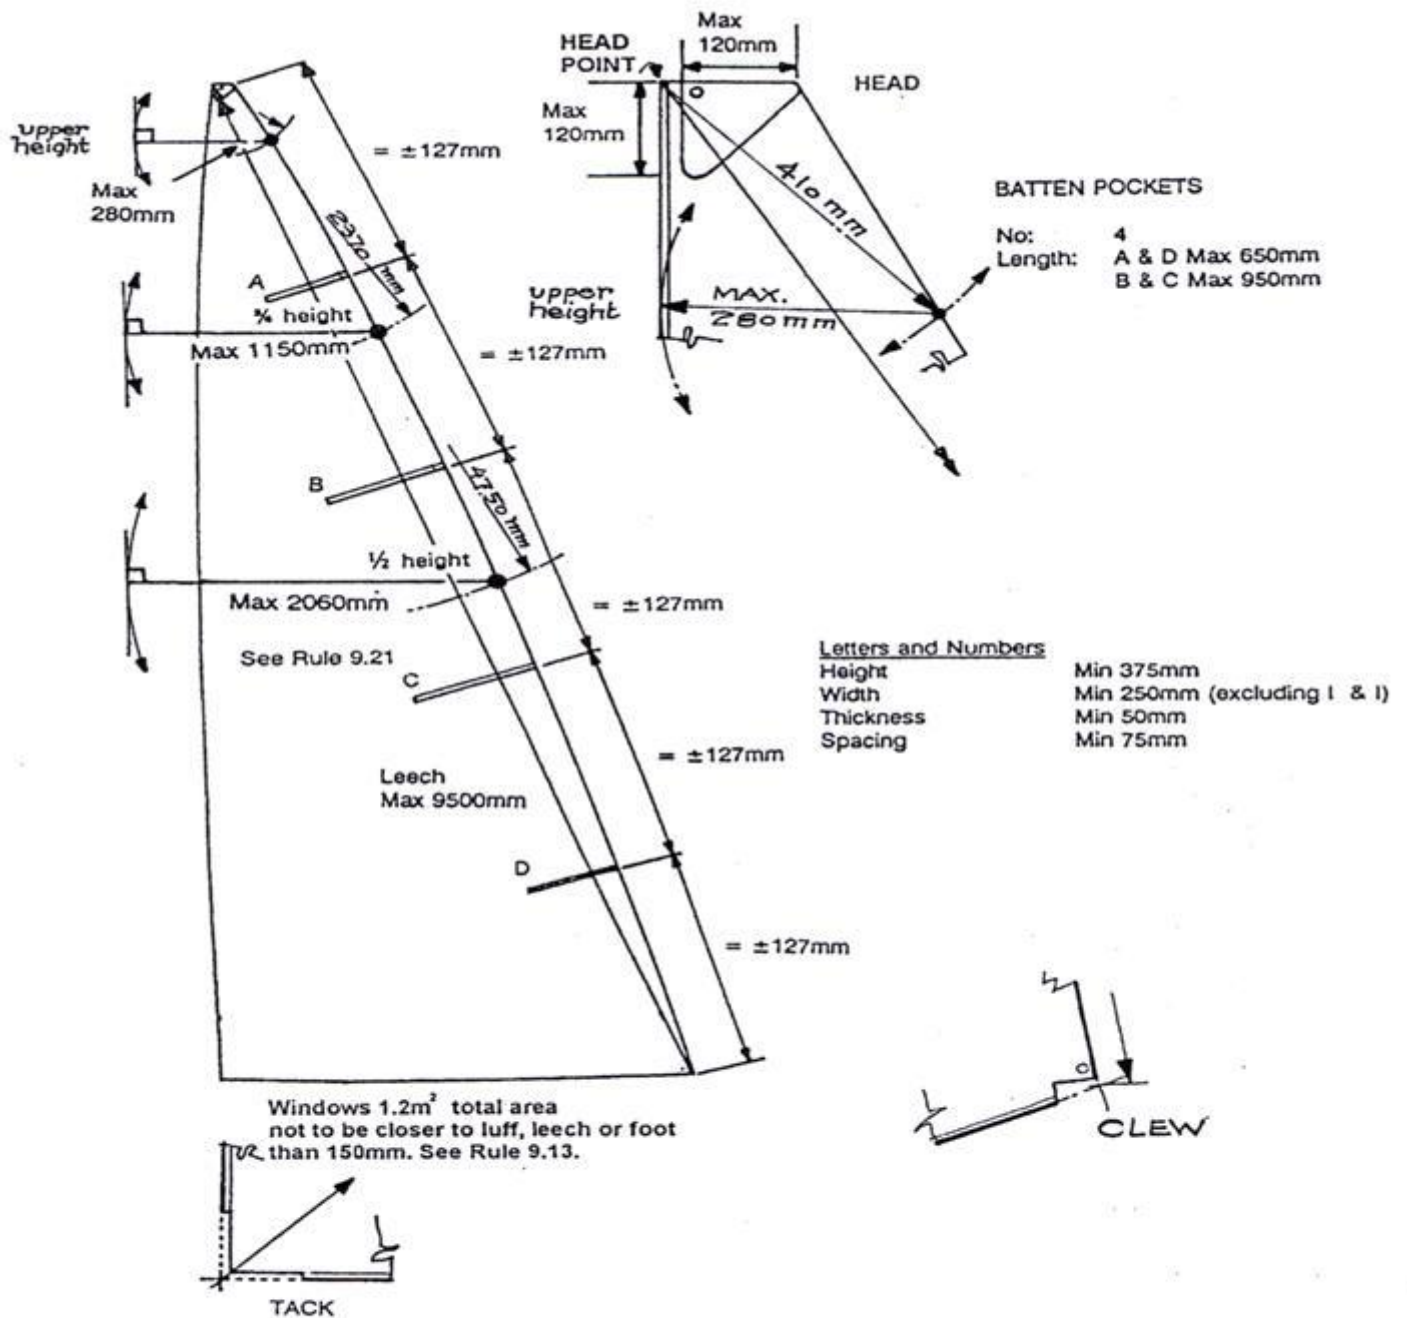 Max
120mm
HEAD
POINT
HEAD
Max
120mm
upper
height
= ±127mm
Max
280mm
410mm
BATTEN POCKETS
No: 4
Length: A & D Max 650mm
B & C Max 950mm
2370 mm
A
¾ height
upper
height
MAX.
280mm
Max 1150mm
= ±127mm
B
4750mm
½ height
Max 2060mm
= ±127mm
See Rule 9.21
C
Letters and Numbers
Height Min 375mm
Width Min 250mm (excluding I & I)
Thickness Min 50mm
Spacing Min 75mm
= ±127mm
Leech
Max 9500mm
D
= ±127mm
Windows 1.2m² total area
not to be closer to luff, leech or foot
than 150mm. See Rule 9.13.
CLEW
TACK